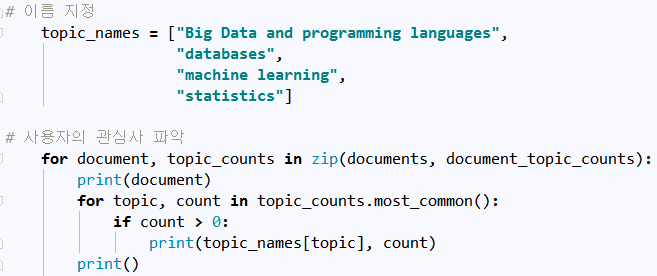 # 이름 지정
topic_names = ["Big Data and programming languages",
"databases",
"machine learning",
"statistics"]
# 사용자의 관심사 파악
for document, topic_counts in zip(documents, document_topic_counts):
print(document)
for topic, count in topic_counts.most_common():
if count > 0:
print(topic_names[topic], count)
print()